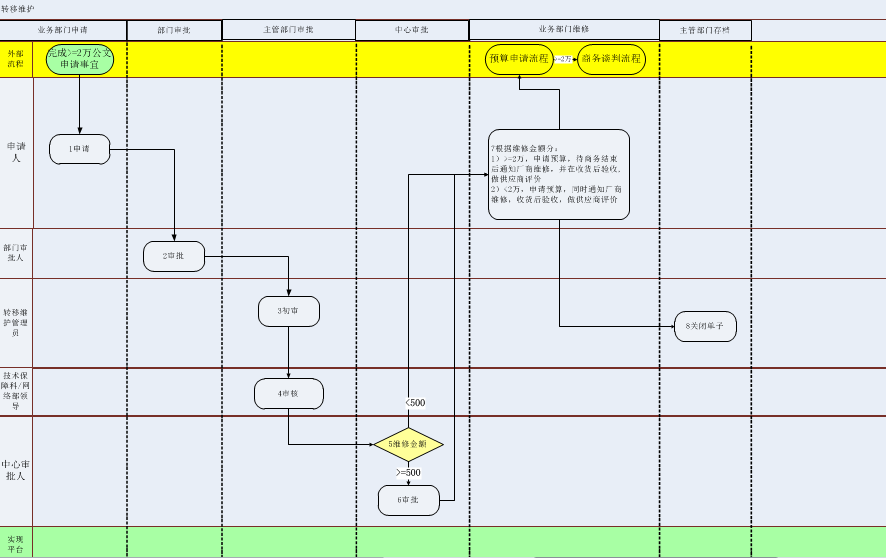 转移维护
业务部门申请
部门审批
主管部门审批
中心审批
业务部门维修
主管部门存档
外部
流程
完成>=2万公文
申请事宜
预算申请流程
>=2万
商务谈判流程
申请
人
1申请
7根据维修金额分：
1）>=2万，申请预算，待商务结束
后通知厂商维修，并在收货后验收，
做供应商评价
2）<2万，申请预算，同时通知厂商
维修，收货后验收，做供应商评价
部门审
批人
2审批
转移维
护管理
员
3初审
8关闭单子
技术保
障科/网
络部领
导
4审核
<500
中心审
批人
5维修金额
>=500
6审批
实现
平台